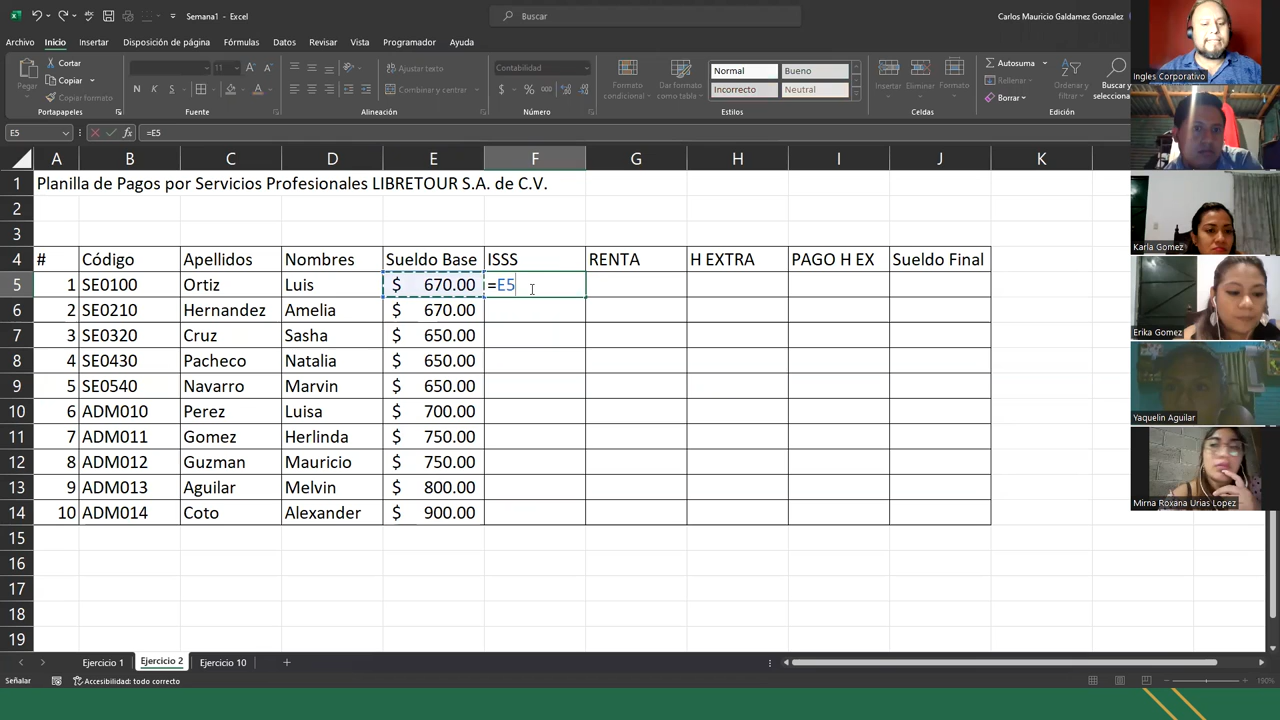 Semana1 - Excel
Buscar
Carlos Mauricio Galdamez Gonzalez
Archivo Inicio Insertar Disposición de página Fórmulas Datos Revisar Vista Programador Ayuda
Pegar
Cortar
Copiar
Copiar formato
Portapapeles
11
N K S
Fuente
Ajustar texto
Combinar y centrar
Alineación
Contabilidad
$ % 000
Número
Formato condicional
Dar formato como tabla
Normal Bueno
Incorrecto Neutral
Estilos
Insertar
Eliminar
Formato
Celdas
Autosuma
Rellenar
Borrar
Ordenar y filtrar
Buscar y selecciona
Edición
E5 fx =E5
A B C D E F G H I J K
1 Planilla de Pagos por Servicios Profesionales LIBRETOUR S.A. de C.V.
2
3
4 # Código Apellidos Nombres Sueldo Base ISSS RENTA H EXTRA PAGO H EX Sueldo Final
5 1 SE0100 Ortiz Luis $ 670.00 =E5
6 2 SE0210 Hernandez Amelia $ 670.00
7 3 SE0320 Cruz Sasha $ 650.00
8 4 SE0430 Pacheco Natalia $ 650.00
9 5 SE0540 Navarro Marvin $ 650.00
10 6 ADM010 Perez Luisa $ 700.00
11 7 ADM011 Gomez Herlinda $ 750.00
12 8 ADM012 Guzman Mauricio $ 750.00
13 9 ADM013 Aguilar Melvin $ 800.00
14 10 ADM014 Coto Alexander $ 900.00
15
16
17
18
19
Ejercicio 1 Ejercicio 2 Ejercicio 10
Señalar Accesibilidad: todo correcto 190%
Ingles Corporativo
Karla Gomez
Erika Gomez
Yaquelin Aguilar
Mirna Roxana Urias Lopez